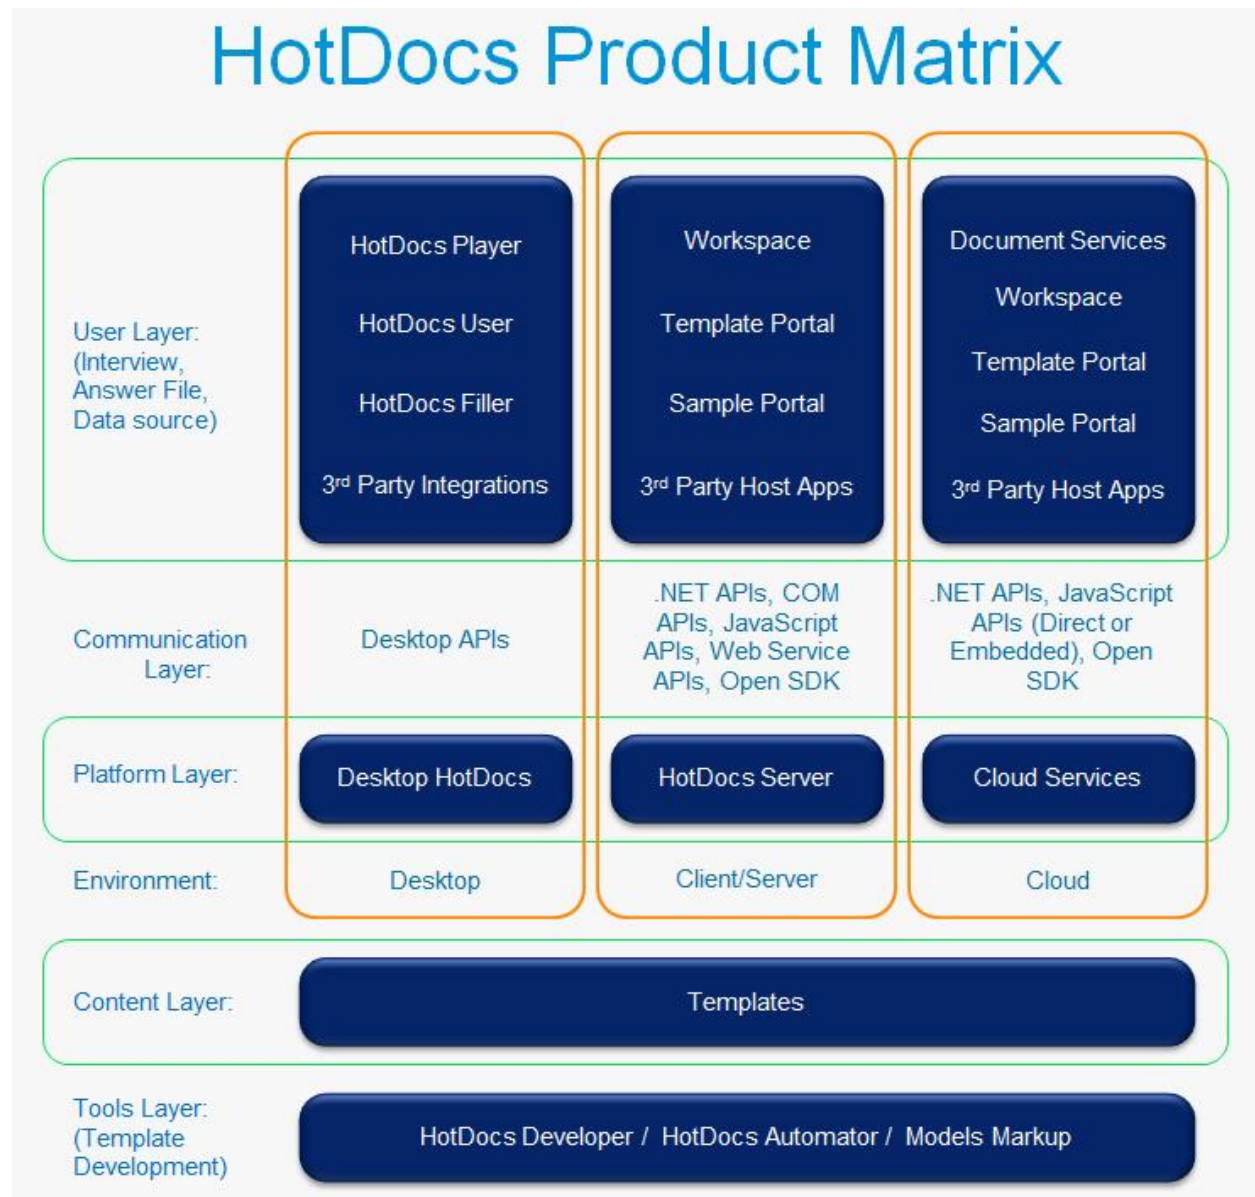 HotDocs Product Matrix
User Layer:
(Interview,
Answer File,
Data source)
HotDocs Player
HotDocs User
HotDocs Filler
3rd Party Integrations
Workspace
Template Portal
Sample Portal
3rd Party Host Apps
Document Services
Workspace
Template Portal
Sample Portal
3rd Party Host Apps
Communication
Layer:
Desktop APIs
.NET APIs, COM
APIs, JavaScript
APIs, Web Service
APIs, Open SDK
.NET APIs, JavaScript
APIs (Direct or
Embedded), Open
SDK
Platform Layer:
Desktop HotDocs
HotDocs Server
Cloud Services
Environment:
Desktop
Client/Server
Cloud
Content Layer:
Templates
Tools Layer:
(Template
Development)
HotDocs Developer / HotDocs Automator / Models Markup